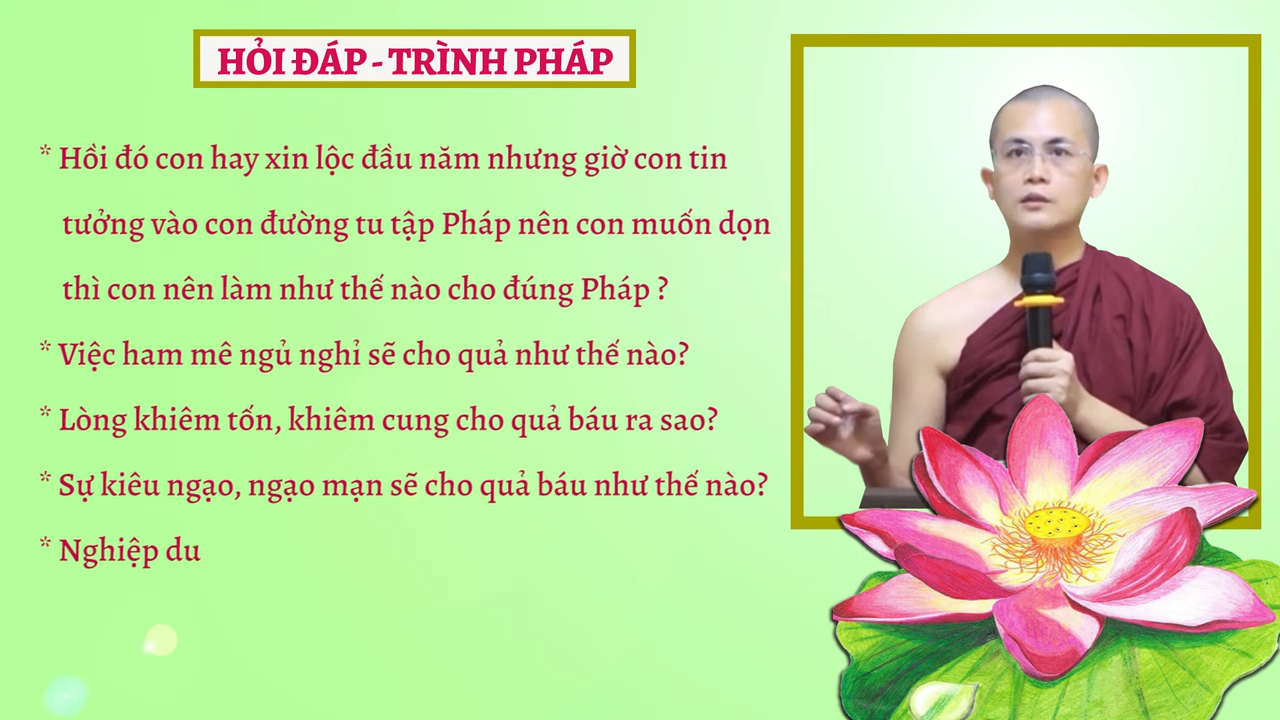 HỎI ĐÁP - TRÌNH PHÁP
* Hồi đó con hay xin lộc đầu năm nhưng giờ con tin
tưởng vào con đường tu tập Pháp nên con muốn dọn
thì con nên làm như thế nào cho đúng Pháp ?
* Việc ham mê ngủ nghỉ sẽ cho quả như thế nào?
* Lòng khiêm tốn, khiêm cung cho quả báu ra sao?
* Sự kiêu ngạo, ngạo mạn sẽ cho quả báu như thế nào?
* Nghiệp du